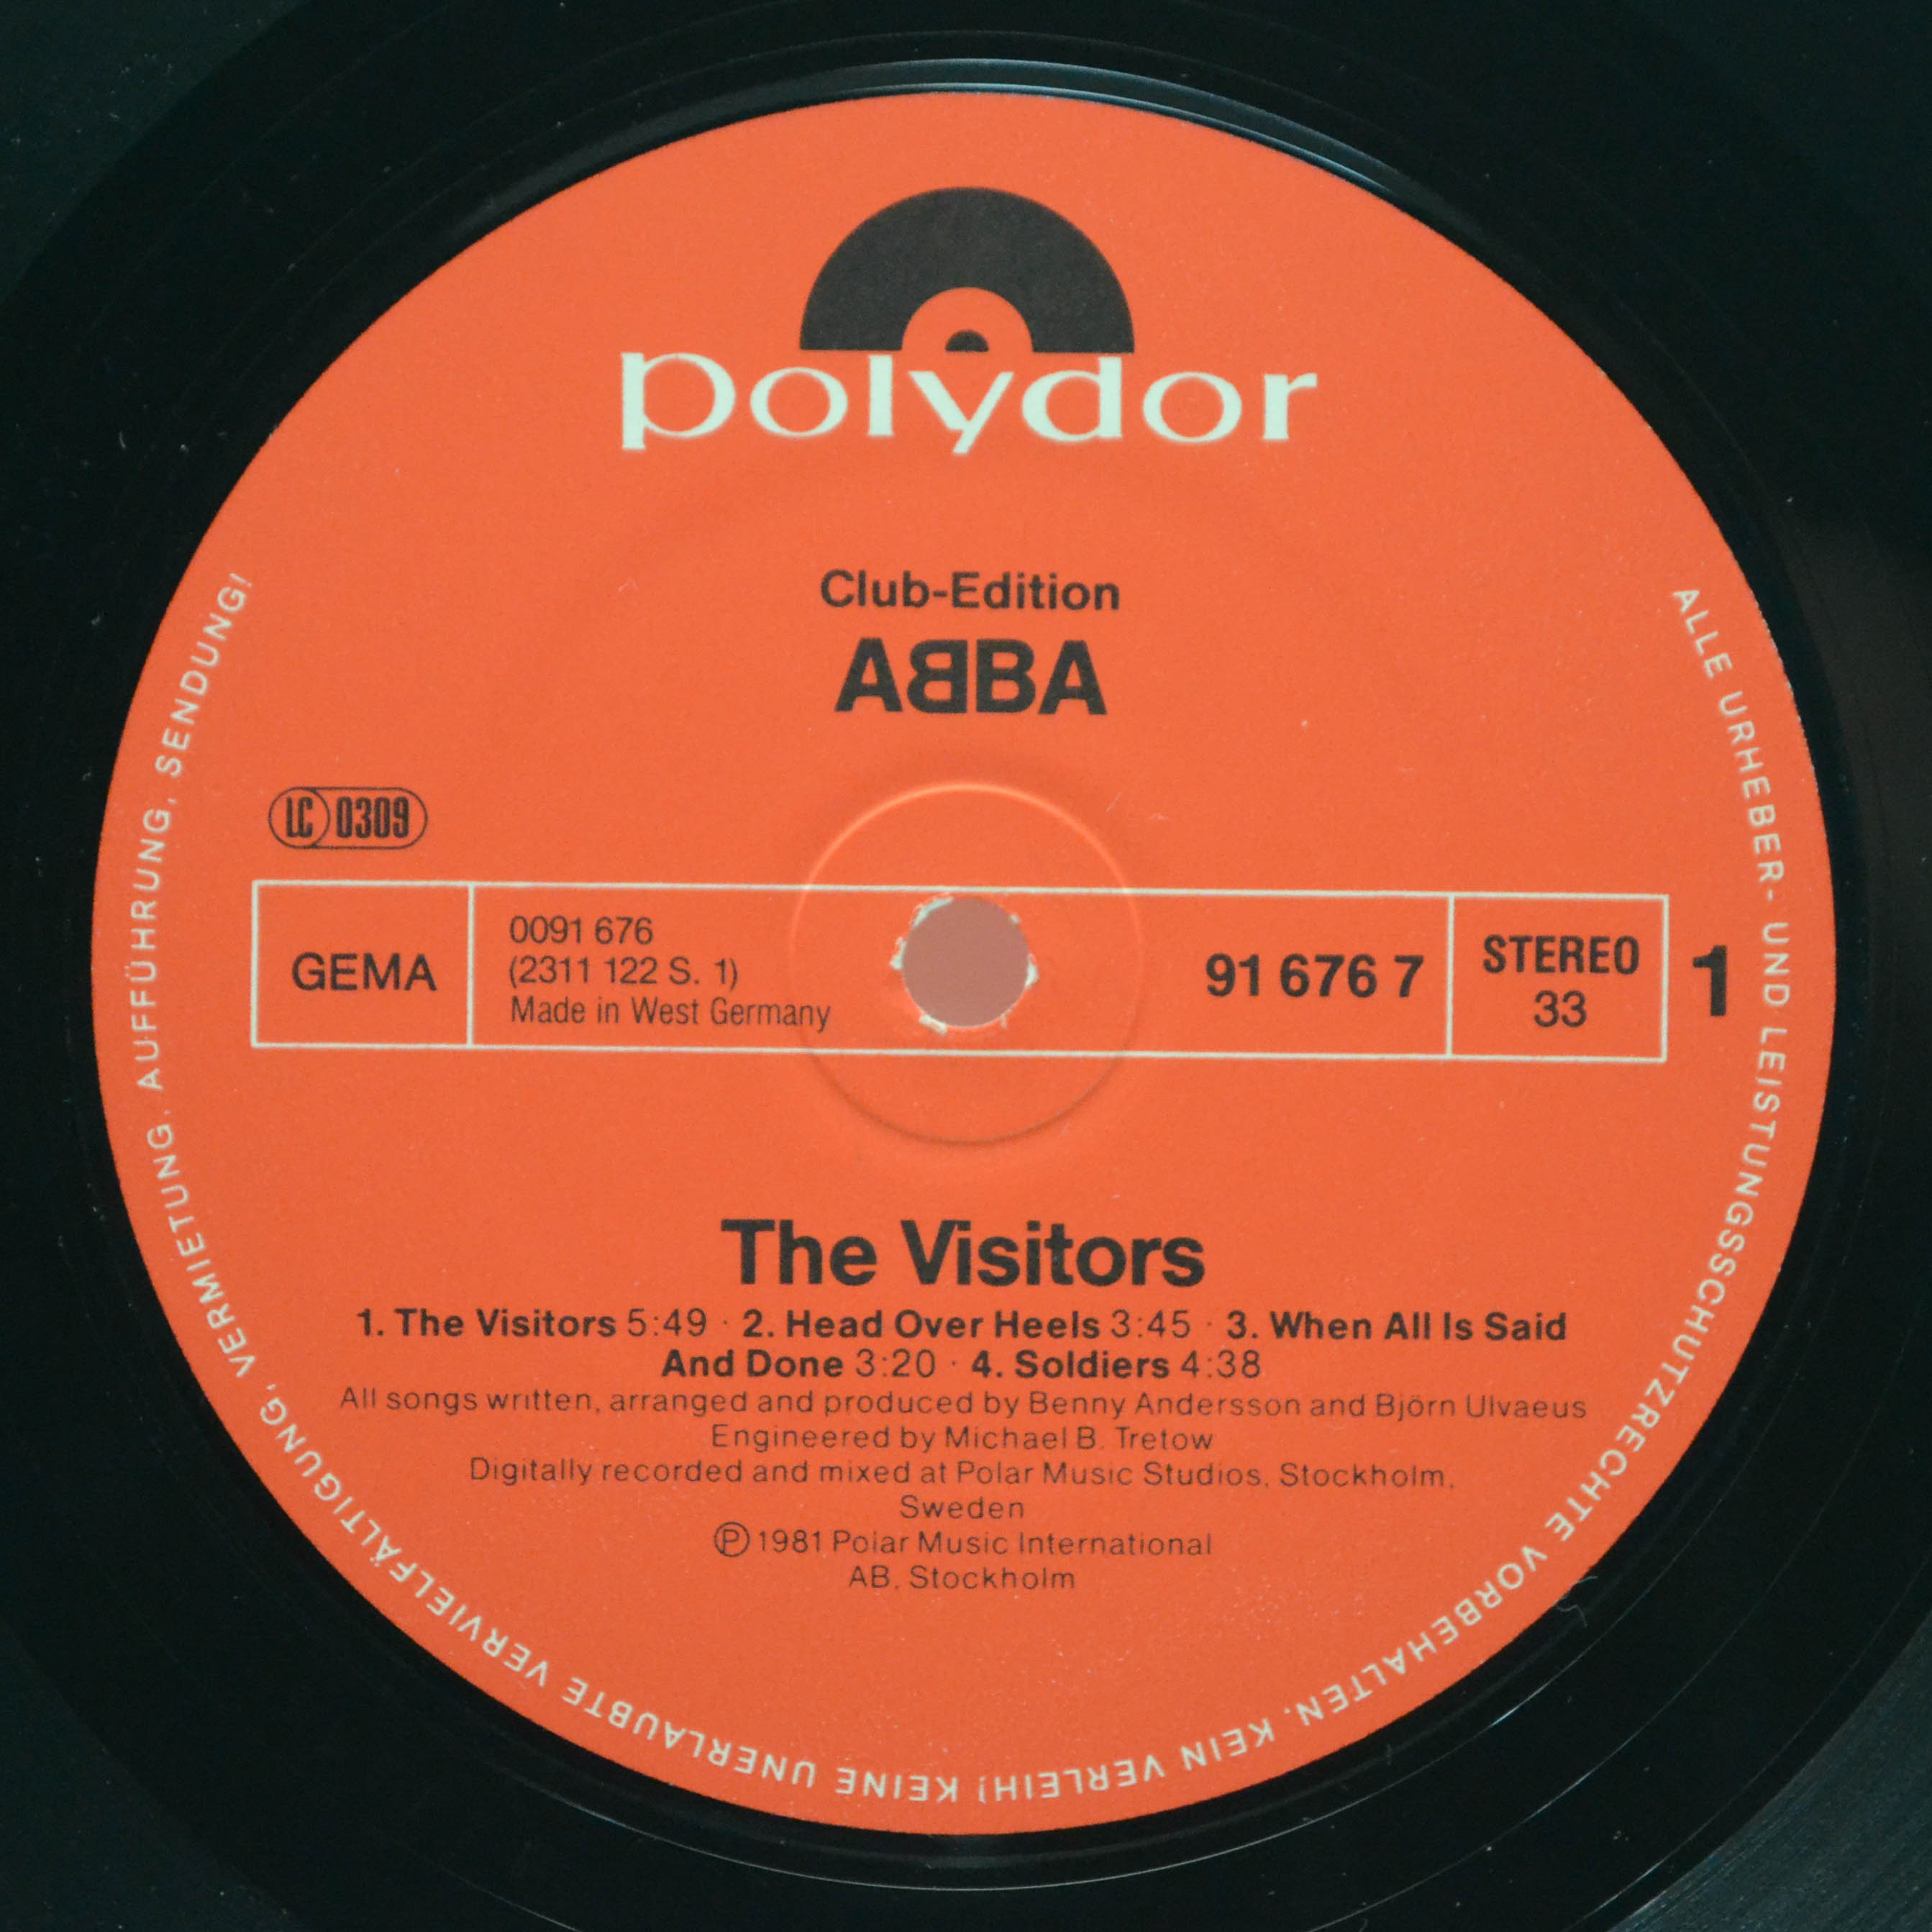 polydor
Club-Edition
ABBA
LC 0309
GEMA
0091 676
(2311 122 S. 1)
Made in West Germany
91 676 7
STEREO
33
1
The Visitors
1. The Visitors 5:49 · 2. Head Over Heels 3:45 · 3. When All Is Said
And Done 3:20 · 4. Soldiers 4:38
All songs written, arranged and produced by Benny Andersson and Björn Ulvaeus
Engineered by Michael B. Tretow
Digitally recorded and mixed at Polar Music Studios, Stockholm,
Sweden
Ⓟ 1981 Polar Music International
AB, Stockholm
ALLE URHEBER- UND LEISTUNGSSCHUTZRECHTE VORBEHALTEN. KEIN VERLEIH! KEINE UNERLAUBTE VERVIELFÄLTIGUNG, VERMIETUNG, AUFFÜHRUNG, SENDUNG!